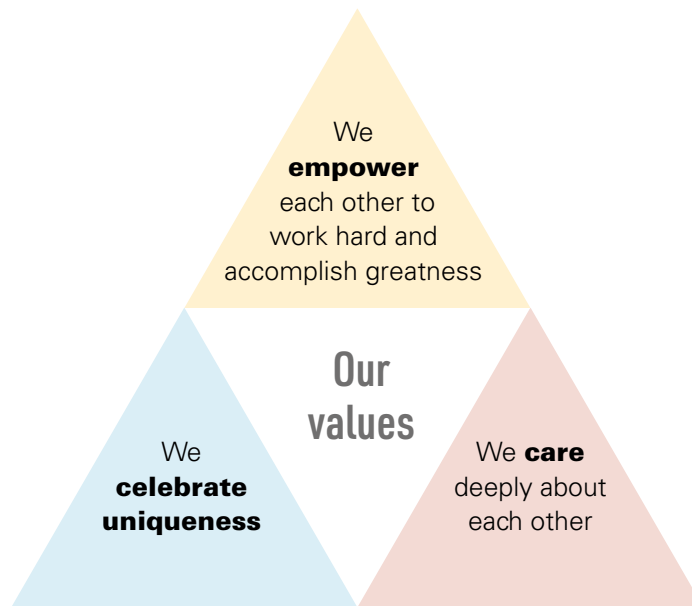 We
empower
each other to
work hard and
accomplish greatness
Our
values
We
celebrate
uniqueness
We care
deeply about
each other